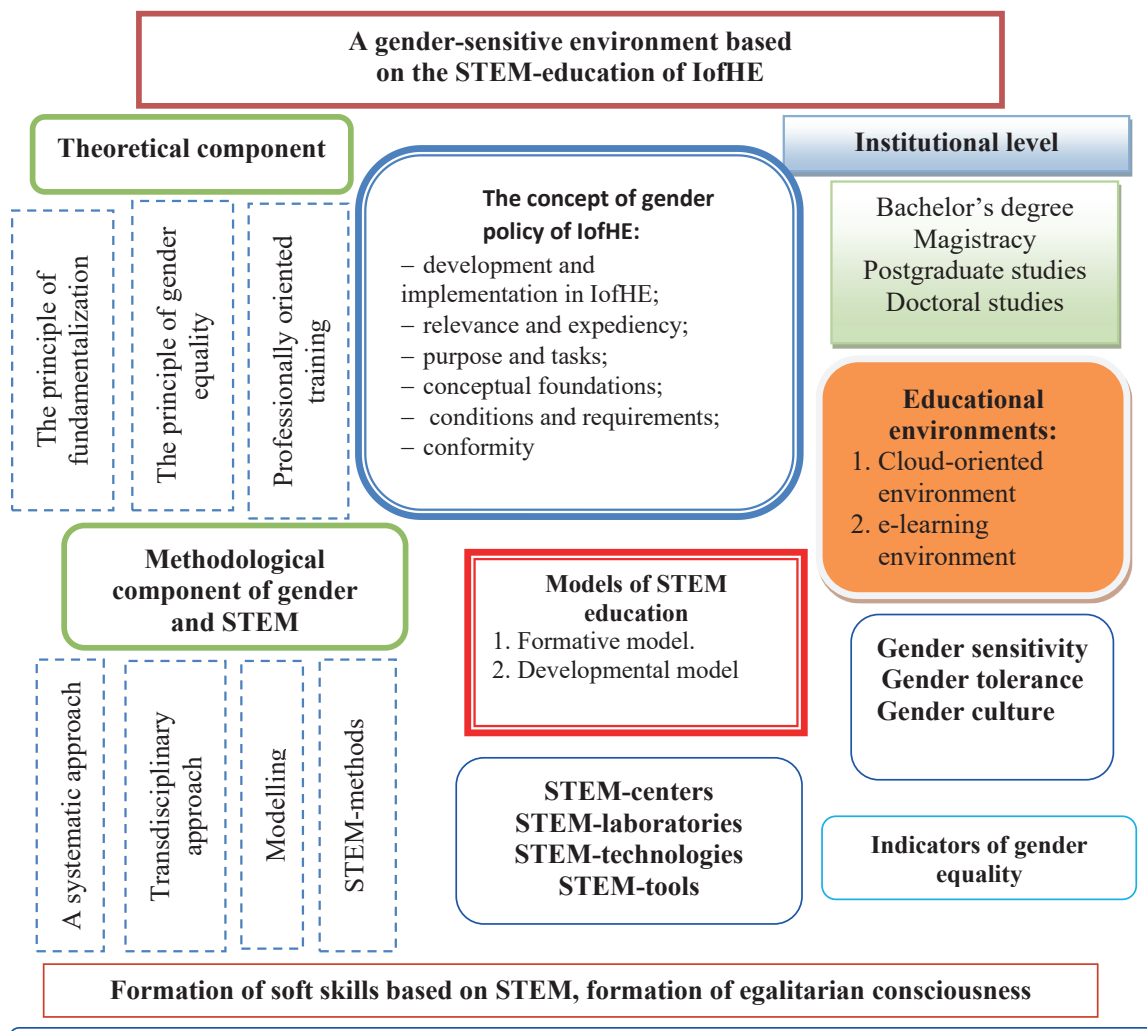 A gender-sensitive environment based
on the STEM-education of IofHE
Theoretical component
The principle of
fundamentalization
The principle of gender
equality
Professionally oriented
training
The concept of gender
policy of IofHE:
– development and
implementation in IofHE;
– relevance and expediency;
– purpose and tasks;
– conceptual foundations;
– conditions and requirements;
– conformity
Institutional level
Bachelor's degree
Magistracy
Postgraduate studies
Doctoral studies
Educational
environments:
1. Cloud-oriented
environment
2. e-learning
environment
Methodological
component of gender
and STEM
A systematic approach
Transdisciplinary
approach
Modelling
STEM-methods
Models of STEM
education
1. Formative model.
2. Developmental model
Gender sensitivity
Gender tolerance
Gender culture
STEM-centers
STEM-laboratories
STEM-technologies
STEM-tools
Indicators of gender
equality
Formation of soft skills based on STEM, formation of egalitarian consciousness